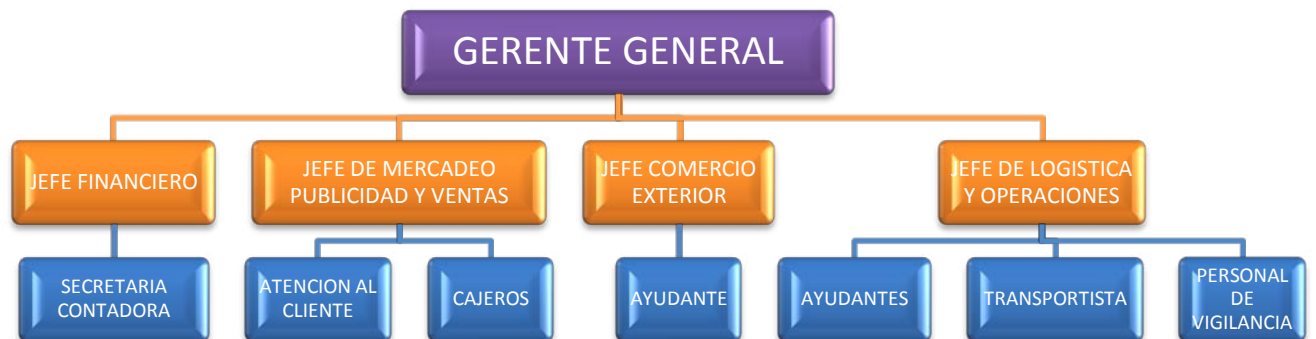 GERENTE GENERAL
JEFE FINANCIERO
JEFE DE MERCADEO
PUBLICIDAD Y VENTAS
JEFE COMERCIO
EXTERIOR
JEFE DE LOGISTICA
Y OPERACIONES
SECRETARIA
CONTADORA
ATENCION AL
CLIENTE
CAJEROS
AYUDANTE
AYUDANTES
TRANSPORTISTA
PERSONAL
DE
VIGILANCIA